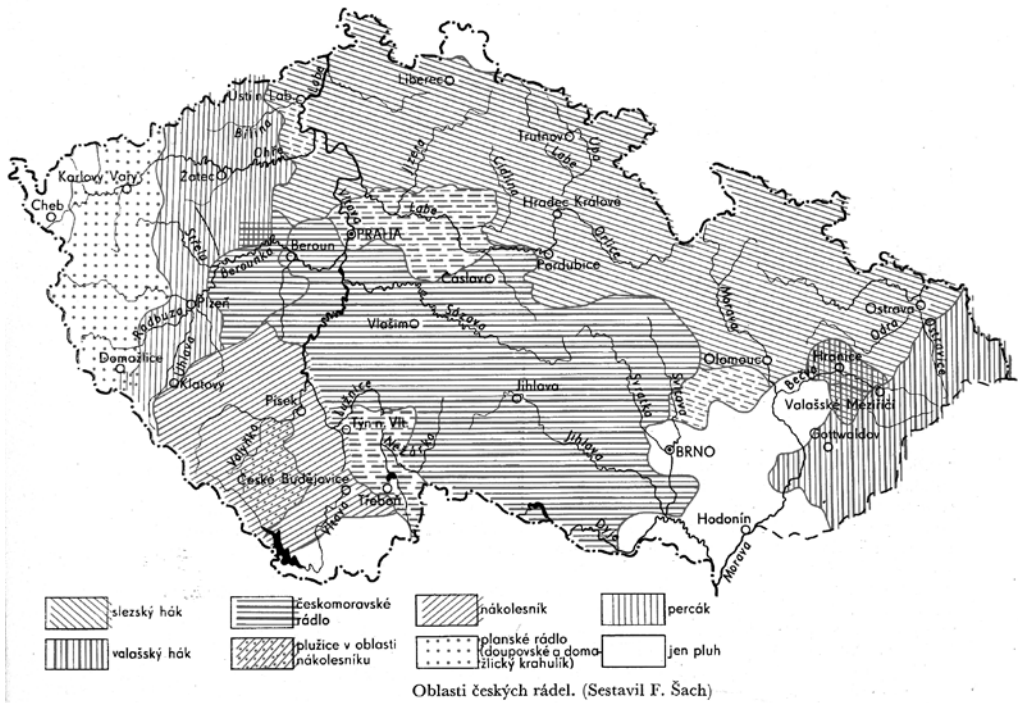 Liberec
Labe
Ústí n. Lab.
Bílina
Ohře
Trutnov
Úpa
Labe
Jizera
Cidlina
Karlovy Vary
Žatec
Cheb
Vltava
Labe
Hradec Králové
Střela
PRAHA
Orlice
Beroun
Berounka
Pardubice
Čáslav
Plzeň
Radbuza
Morava
Ostrava
Odra
Ostravice
Vlašim
Sázava
Úhlava
Domažlice
Olomouc
Hranice
Bečva
Klatovy
Lužnice
Jihlava
Svratka
Svitava
Valašské Meziříčí
Písek
Týn n. Vlt.
Nežárka
Gottwaldov
Volyňka
Jihlava
BRNO
České Budějovice
Třeboň
Vltava
Hodonín
Dyje
Morava
slezský hák
českomoravské
rádlo
nákolesník
percák
valašský hák
plužice v oblasti
nákolesníku
planské rádlo
(doupovské a doma-
žlický krahulík)
jen pluh
Oblasti českých rádel. (Sestavil F. Šach)